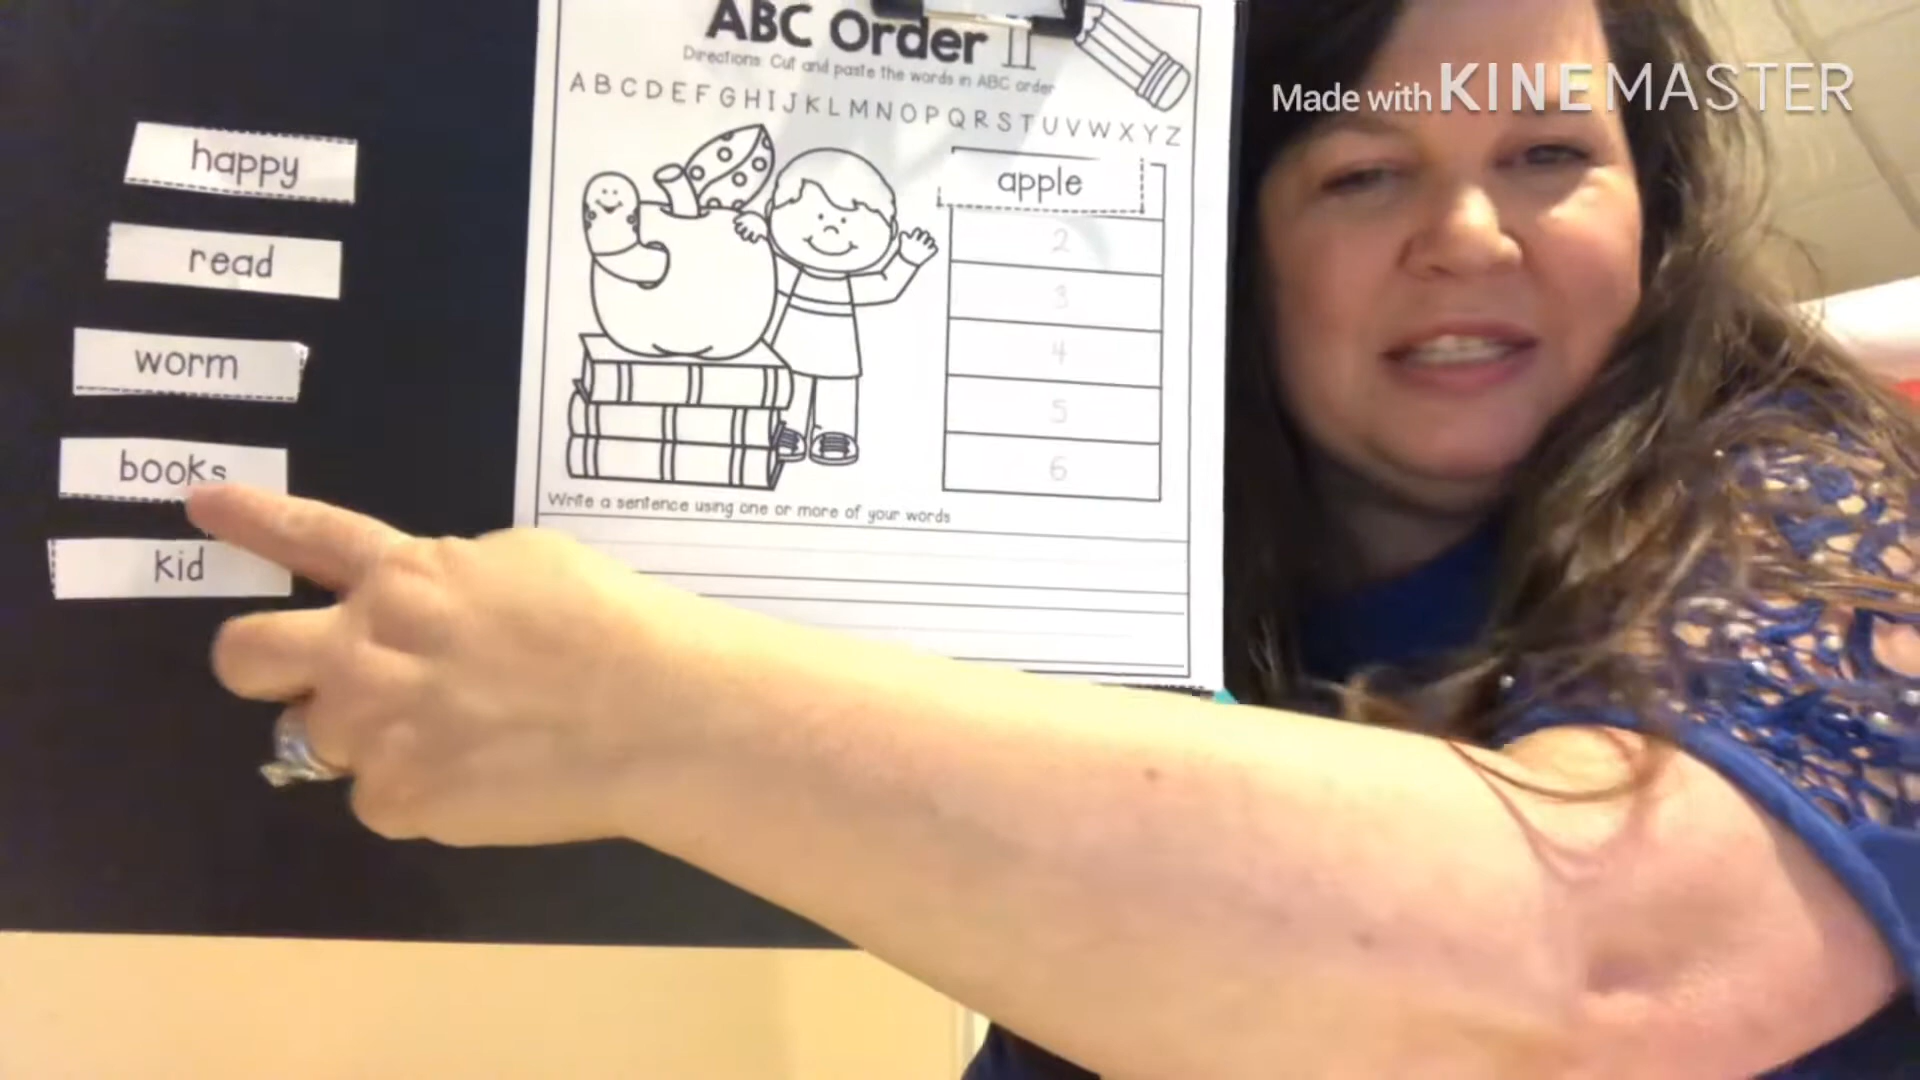 ABC Order II
Directions: Cut and paste the words in ABC order
A B C D E F G H I J K L M N O P Q R S T U V W X Y Z
Made with KINEMASTER
happy
read
worm
books
kid
apple
2
3
4
5
6
Write a sentence using one or more of your words